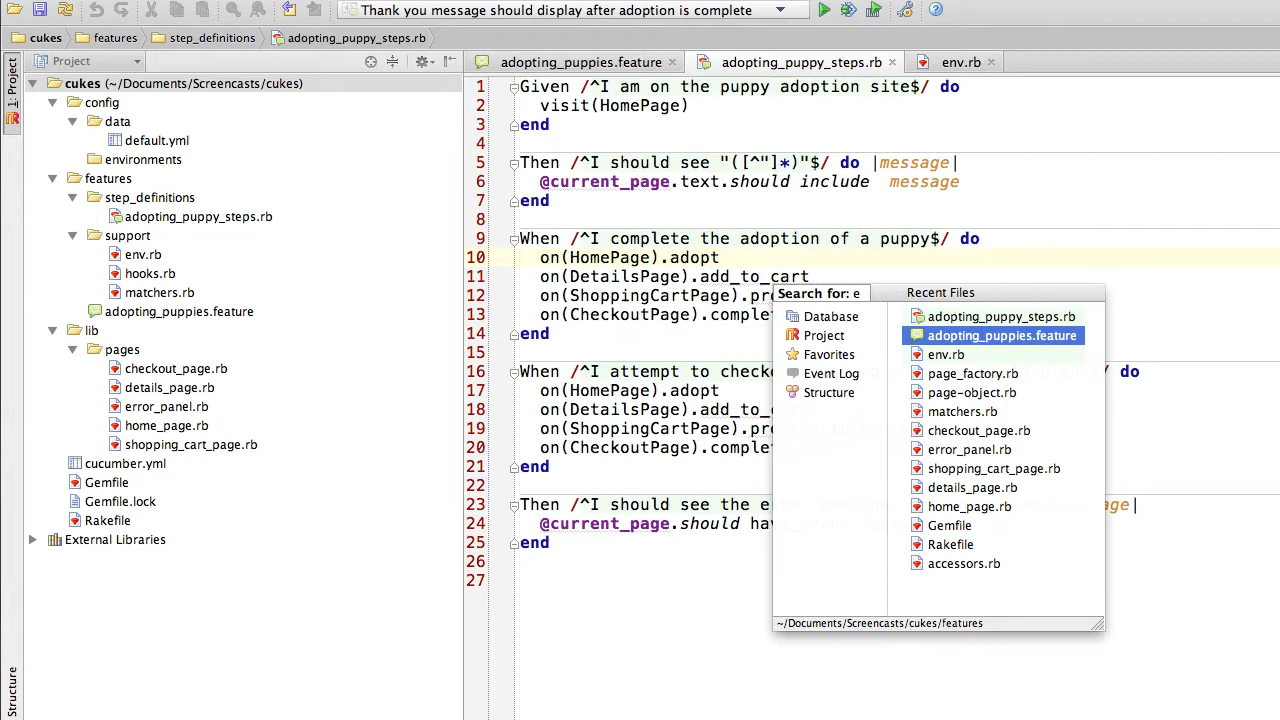 Thank you message should display after adoption is complete
cukes features step_definitions adopting_puppy_steps.rb
1: Project
Structure
Project
cukes (~/Documents/Screencasts/cukes)
config
data
default.yml
environments
features
step_definitions
adopting_puppy_steps.rb
support
env.rb
hooks.rb
matchers.rb
adopting_puppies.feature
lib
pages
checkout_page.rb
details_page.rb
error_panel.rb
home_page.rb
shopping_cart_page.rb
cucumber.yml
Gemfile
Gemfile.lock
Rakefile
External Libraries
adopting_puppies.feature adopting_puppy_steps.rb env.rb
1 Given /^I am on the puppy adoption site$/ do
2 visit(HomePage)
3 end
4
5 Then /^I should see "([^"]*)"$/ do |message|
6 @current_page.text.should include message
7 end
8
9 When /^I complete the adoption of a puppy$/ do
10 on(HomePage).adopt
11 on(DetailsPage).add_to_cart
12 on(ShoppingCartPage).pr
13 on(CheckoutPage).comple
14 end
15
16 When /^I attempt to check / do
17 on(HomePage).adopt
18 on(DetailsPage).add_to_
19 on(ShoppingCartPage).pr
20 on(CheckoutPage).comple
21 end
22
23 Then /^I should see the e age|
24 @current_page.should ha
25 end
26
27
Search for: e
Recent Files
Database
Project
Favorites
Event Log
Structure
adopting_puppy_steps.rb
adopting_puppies.feature
env.rb
page_factory.rb
page-object.rb
matchers.rb
checkout_page.rb
error_panel.rb
shopping_cart_page.rb
details_page.rb
home_page.rb
Gemfile
Rakefile
accessors.rb
~/Documents/Screencasts/cukes/features